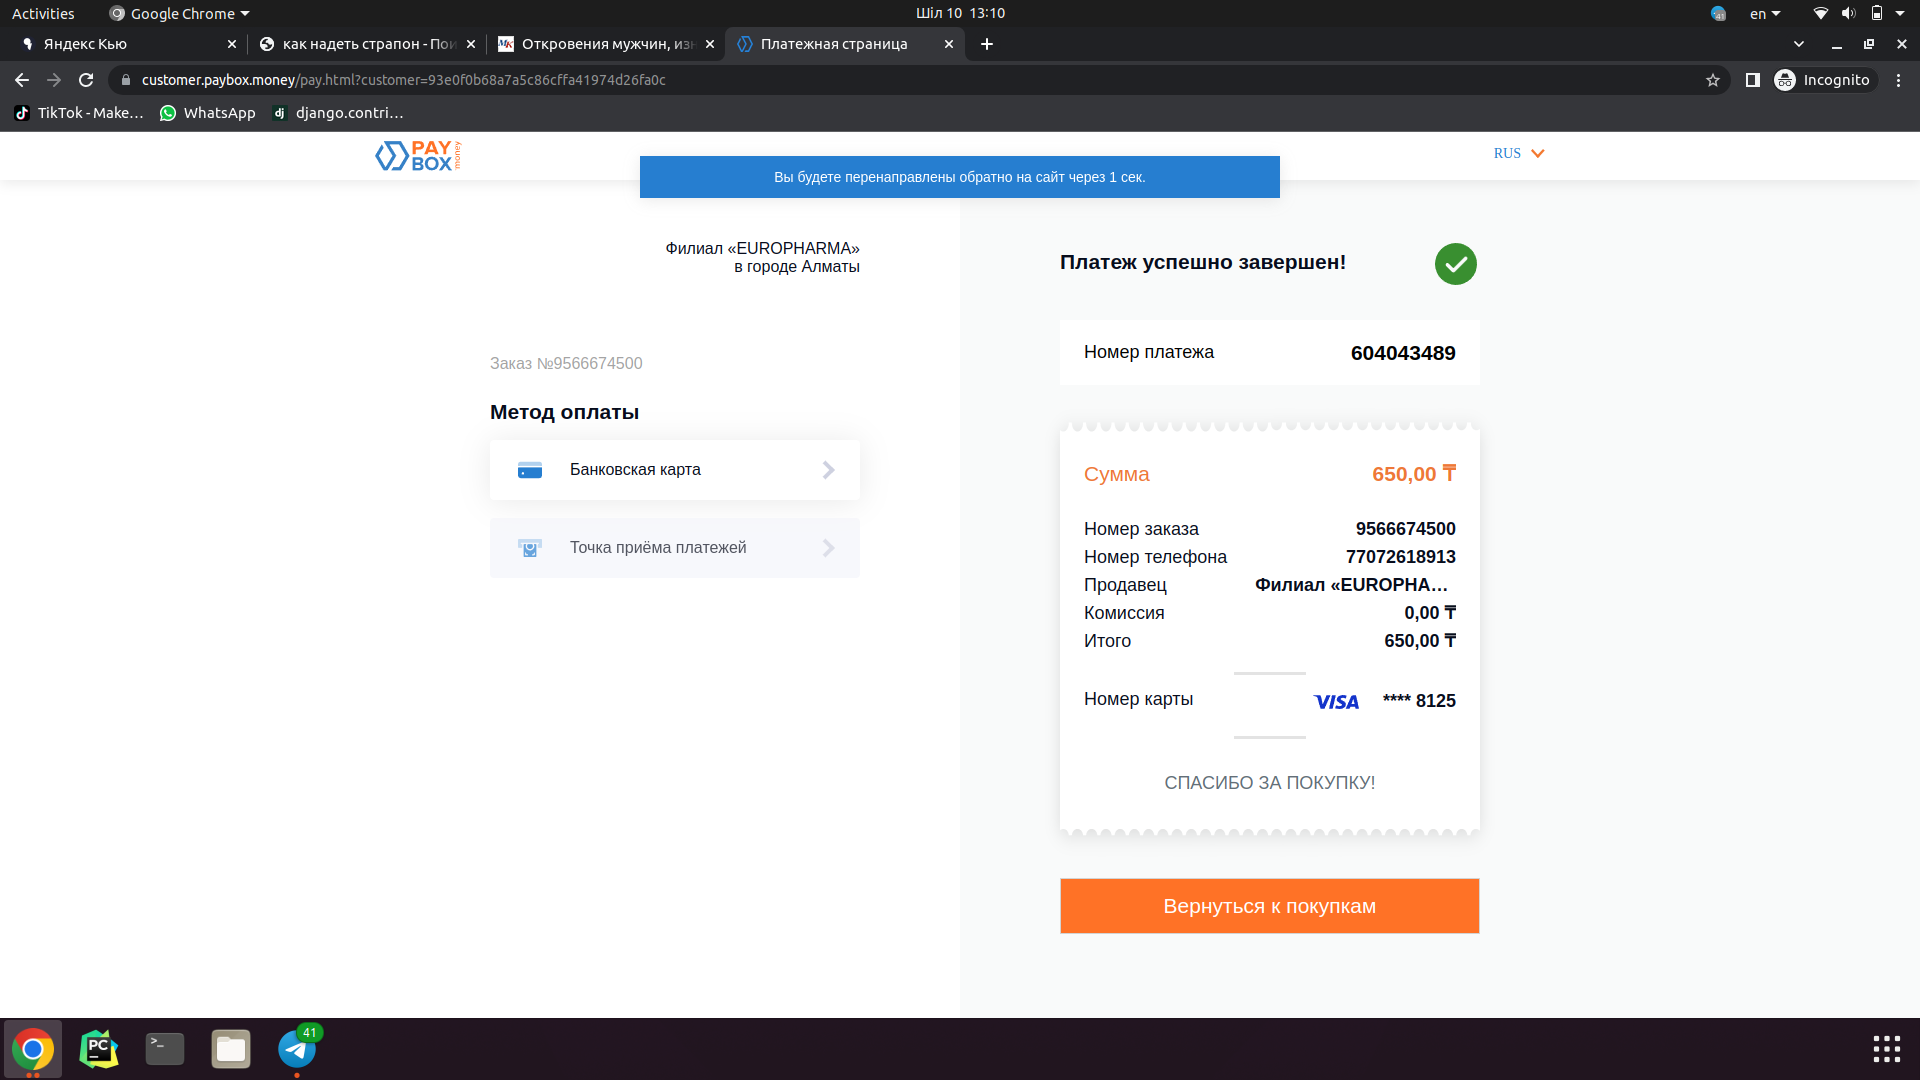 Activities
Google Chrome
Шіл 10 13:10
41
en
Яндекс Кью
как надеть страпон - Пои
МК
Откровения мужчин, изн
Платежная страница
customer.paybox.money/pay.html?customer=93e0f0b68a7a5c86cffa41974d26fa0c
Incognito
TikTok - Make...
WhatsApp
dj
django.contri...
PAY
BOX
money
RUS
Вы будете перенаправлены обратно на сайт через 1 сек.
Филиал «EUROPHARMA»
в городе Алматы
Заказ №9566674500
Метод оплаты
Банковская карта
Точка приёма платежей
Платеж успешно завершен!
Номер платежа 604043489
Сумма 650,00 ₸
Номер заказа 9566674500
Номер телефона 77072618913
Продавец Филиал «EUROPHA...
Комиссия 0,00 ₸
Итого 650,00 ₸
Номер карты VISA **** 8125
СПАСИБО ЗА ПОКУПКУ!
Вернуться к покупкам
PC
>_
41